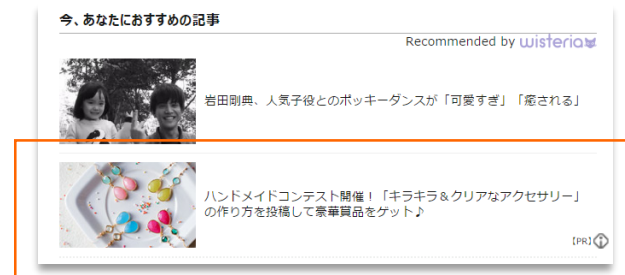 今、あなたにおすすめの記事
Recommended by wisteria
岩田剛典、人気子役とのポッキーダンスが「可愛すぎ」「癒される」
ハンドメイドコンテスト開催！「キラキラ＆クリアなアクセサリー」
の作り方を投稿して豪華賞品をゲット♪
[PR]